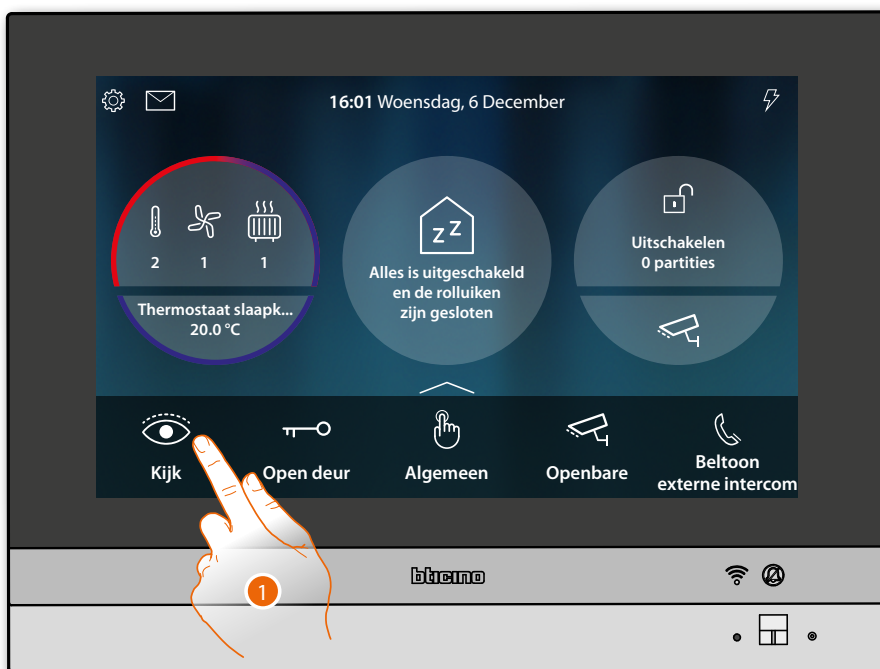 16:01 Woensdag, 6 December
2 1 1
Thermostaat slaapk...
20.0 °C
Alles is uitgeschakeld
en de rolluiken
zijn gesloten
z Z
Uitschakelen
0 partities
Kijk
Open deur
Algemeen
Openbare
Beltoon
externe intercom
1
bticino